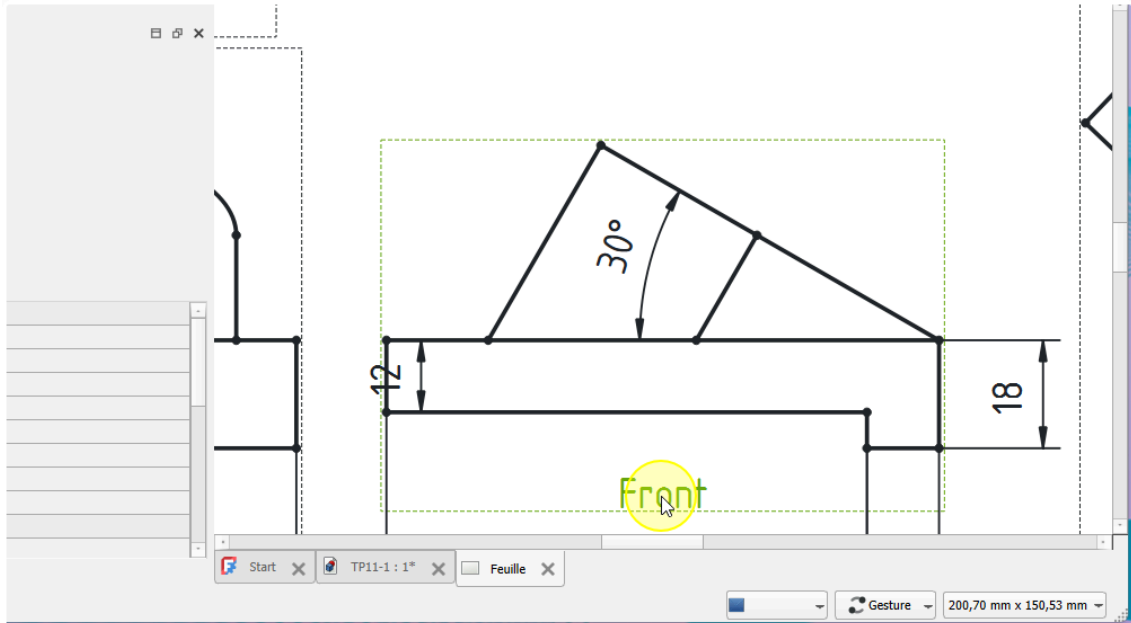 30°
12
18
Front
Start
TP11-1 : 1*
Feuille
Gesture
200,70 mm x 150,53 mm